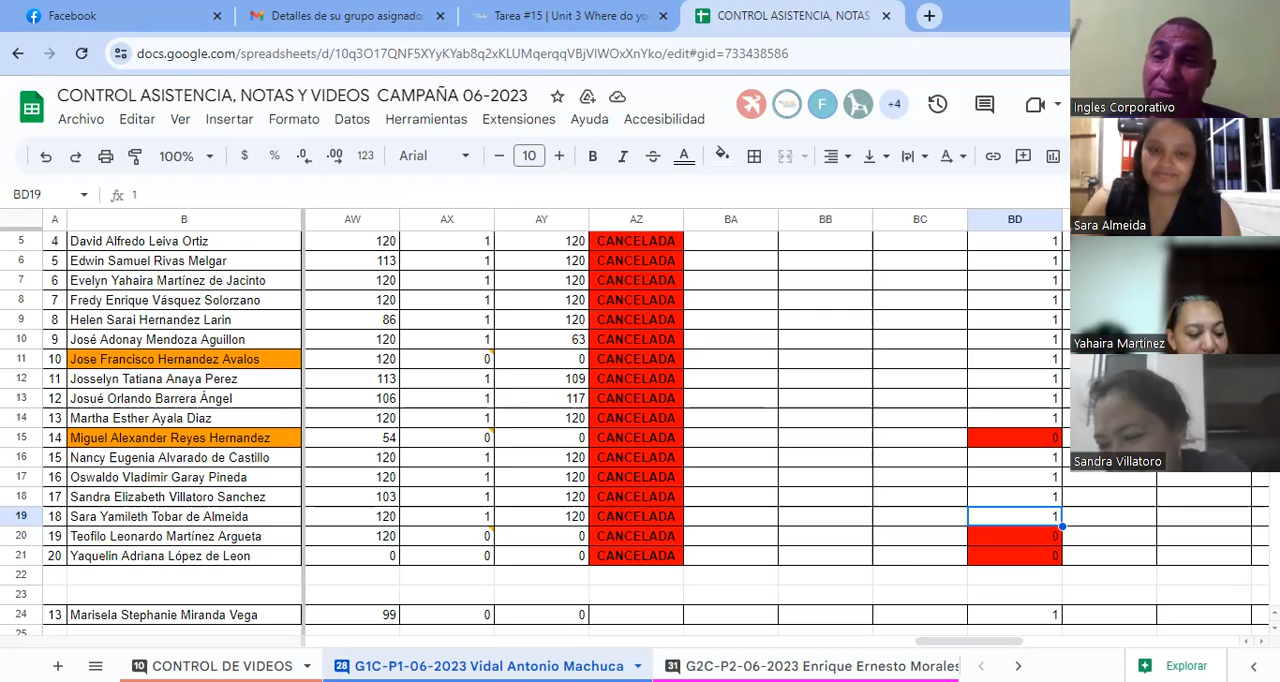 Facebook
Detalles de su grupo asignado
Tarea #15 | Unit 3 Where do yo
CONTROL ASISTENCIA, NOTAS
docs.google.com/spreadsheets/d/10q3O17QNF5XYyKYab8q2xKLUMqerqqVBjVIWOxXnYko/edit#gid=733438586
CONTROL ASISTENCIA, NOTAS Y VIDEOS CAMPAÑA 06-2023
+4
Archivo Editar Ver Insertar Formato Datos Herramientas Extensiones Ayuda Accesibilidad
100% $ % .0 .00 123 Arial 10 B I A
BD19 fx 1
A B AW AX AY AZ BA BB BC BD
5 4 David Alfredo Leiva Ortiz 120 1 120 CANCELADA 1
6 5 Edwin Samuel Rivas Melgar 113 1 120 CANCELADA 1
7 6 Evelyn Yahaira Martínez de Jacinto 120 1 120 CANCELADA 1
8 7 Fredy Enrique Vásquez Solorzano 120 1 120 CANCELADA 1
9 8 Helen Sarai Hernandez Larin 86 1 120 CANCELADA 1
10 9 José Adonay Mendoza Aguillon 120 1 63 CANCELADA 1
11 10 Jose Francisco Hernandez Avalos 120 0 0 CANCELADA 1
12 11 Josselyn Tatiana Anaya Perez 113 1 109 CANCELADA 1
13 12 Josué Orlando Barrera Ángel 106 1 117 CANCELADA 1
14 13 Martha Esther Ayala Diaz 120 1 120 CANCELADA 1
15 14 Miguel Alexander Reyes Hernandez 54 0 0 CANCELADA 0
16 15 Nancy Eugenia Alvarado de Castillo 120 1 120 CANCELADA 1
17 16 Oswaldo Vladimir Garay Pineda 120 1 120 CANCELADA 1
18 17 Sandra Elizabeth Villatoro Sanchez 103 1 120 CANCELADA 1
19 18 Sara Yamileth Tobar de Almeida 120 1 120 CANCELADA 1
20 19 Teofilo Leonardo Martínez Argueta 120 0 0 CANCELADA 0
21 20 Yaquelin Adriana López de Leon 0 0 0 CANCELADA 0
22
23
24 13 Marisela Stephanie Miranda Vega 99 0 0 1
25
10 CONTROL DE VIDEOS
28 G1C-P1-06-2023 Vidal Antonio Machuca
31 G2C-P2-06-2023 Enrique Ernesto Morales
Explorar
Ingles Corporativo
Sara Almeida
Yahaira Martinez
Sandra Villatoro